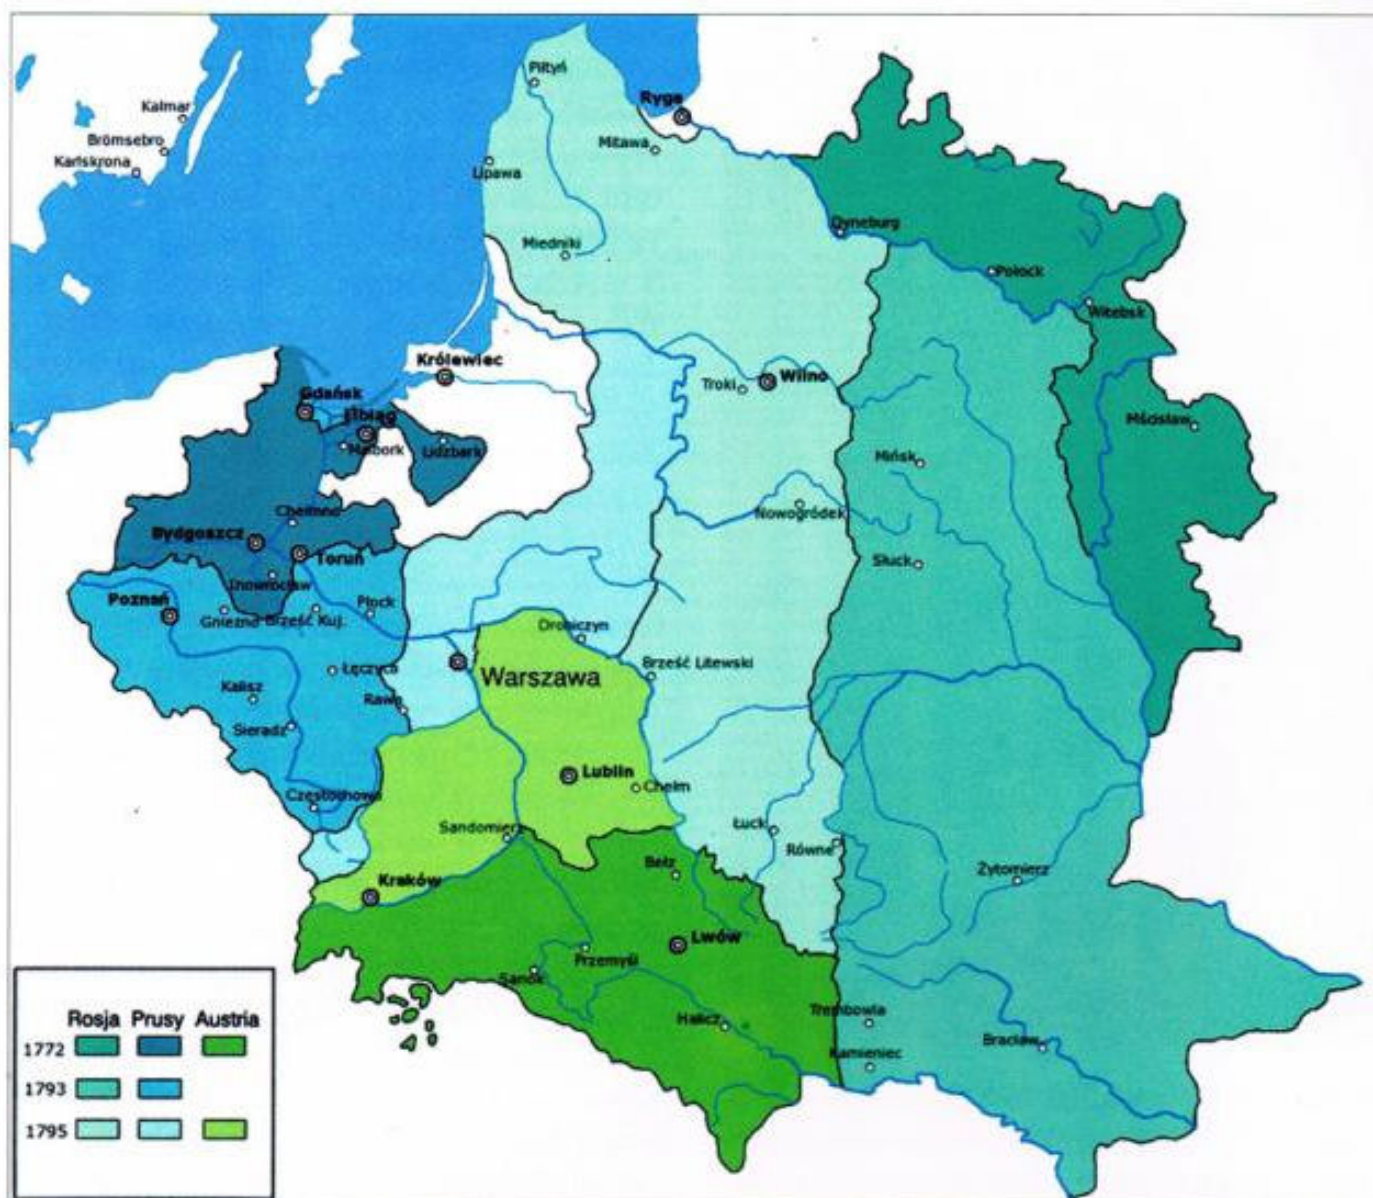 Piltyń
Kalmar
Ryga
Brömsebro
Mitawa
Karlskrona
Lipawa
Dyneburg
Miedniki
Połock
Witebsk
Królewiec
Troki
Wilno
Gdańsk
Elbląg
Mścisław
Malbork
Lidzbark
Mińsk
Chełmno
Nowogródek
Bydgoszcz
Toruń
Słuck
Inowrocław
Poznań
Płock
Gniezno
Brześć Kuj.
Drohiczyn
Łęczyca
Warszawa
Brześć Litewski
Kalisz
Rawa
Sieradz
Lublin
Chełm
Częstochowa
Sandomierz
Łuck
Równe
Bełz
Żytomierz
Kraków
Lwów
Przemyśl
Sanok
Halicz
Trembowla
Bracław
Kamieniec
Rosja Prusy Austria
1772
1793
1795